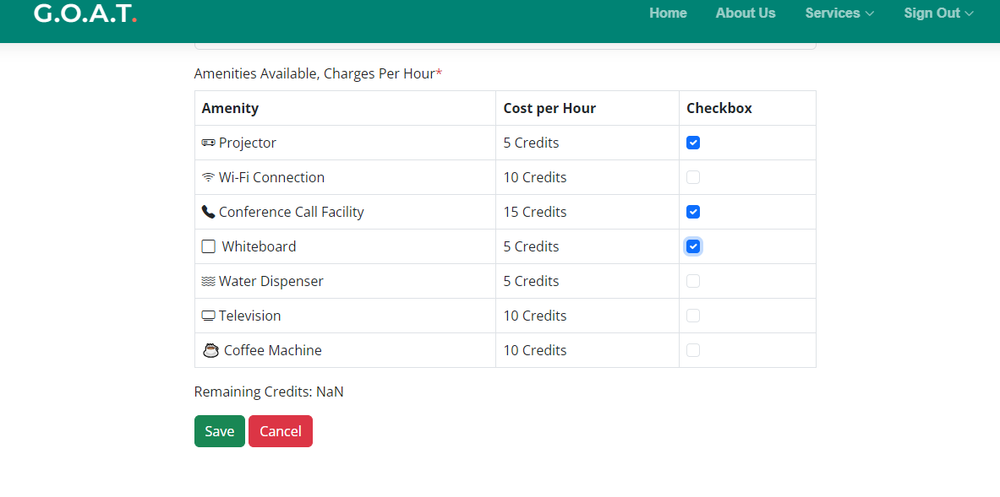 G.O.A.T.
Home About Us Services Sign Out
Amenities Available, Charges Per Hour*
Amenity Cost per Hour Checkbox
Projector 5 Credits
Wi-Fi Connection 10 Credits
Conference Call Facility 15 Credits
Whiteboard 5 Credits
Water Dispenser 5 Credits
Television 10 Credits
Coffee Machine 10 Credits
Remaining Credits: NaN
Save Cancel